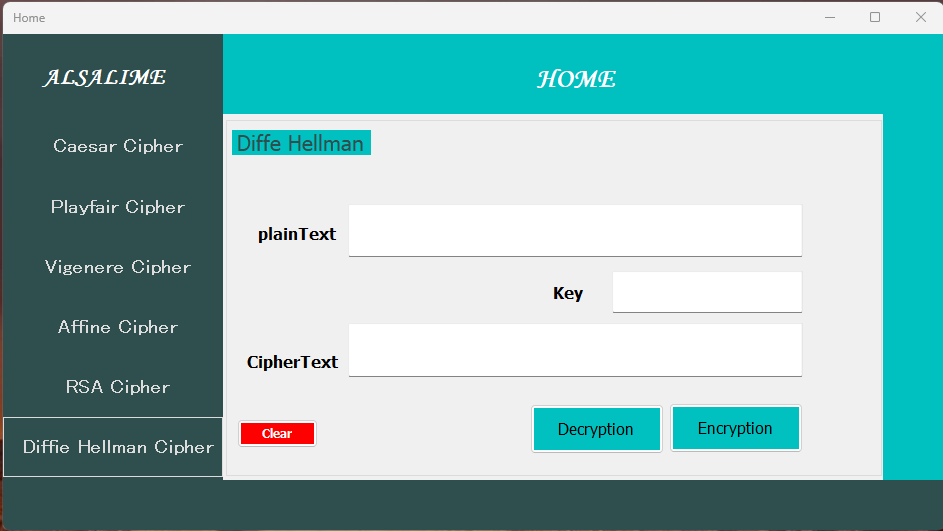 Home
ALSALIME
HOME
Caesar Cipher
Playfair Cipher
Vigenere Cipher
Affine Cipher
RSA Cipher
Diffie Hellman Cipher
Diffe Hellman
plainText
Key
CipherText
Clear
Decryption
Encryption